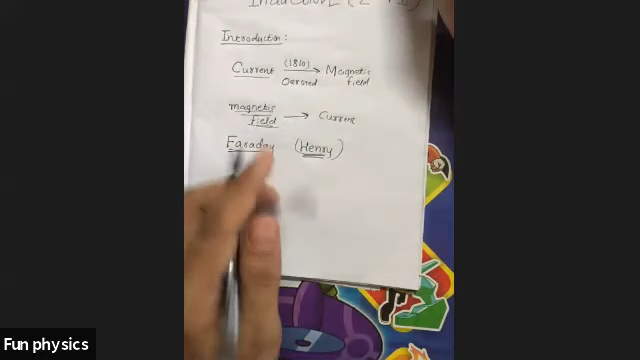 Introduction :
Current (1810) → Magnetic
Oersted field
magnetic
field → Current
Faraday (Henry)
Fun physics